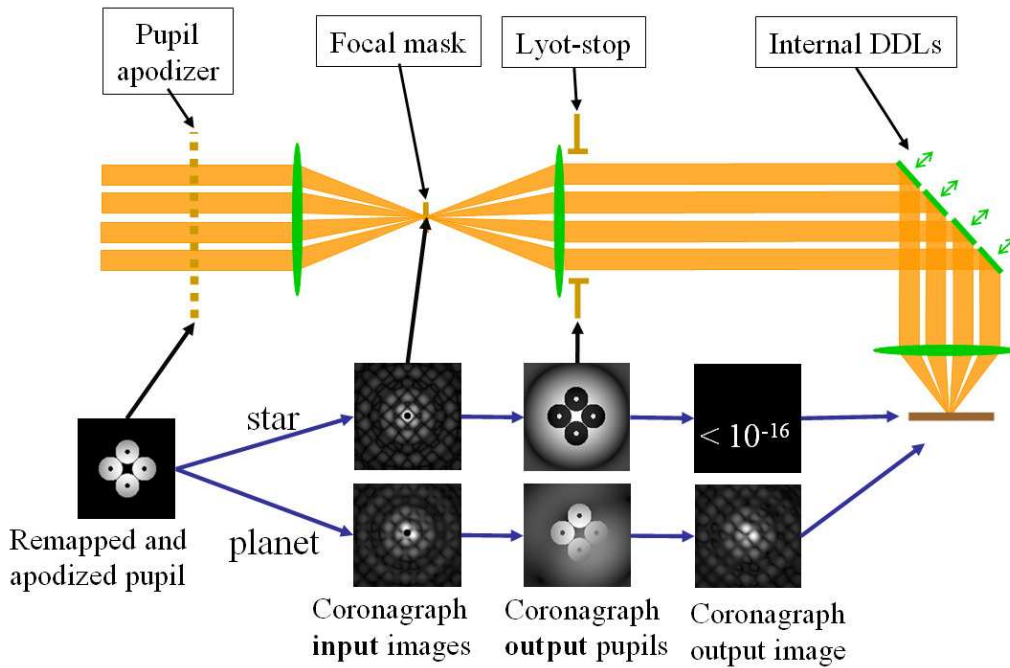 Pupil
apodizer
Focal mask
Lyot-stop
Internal DDLs
star
planet
< 10-16
Remapped and
apodized pupil
Coronagraph
input images
Coronagraph
output pupils
Coronagraph
output image